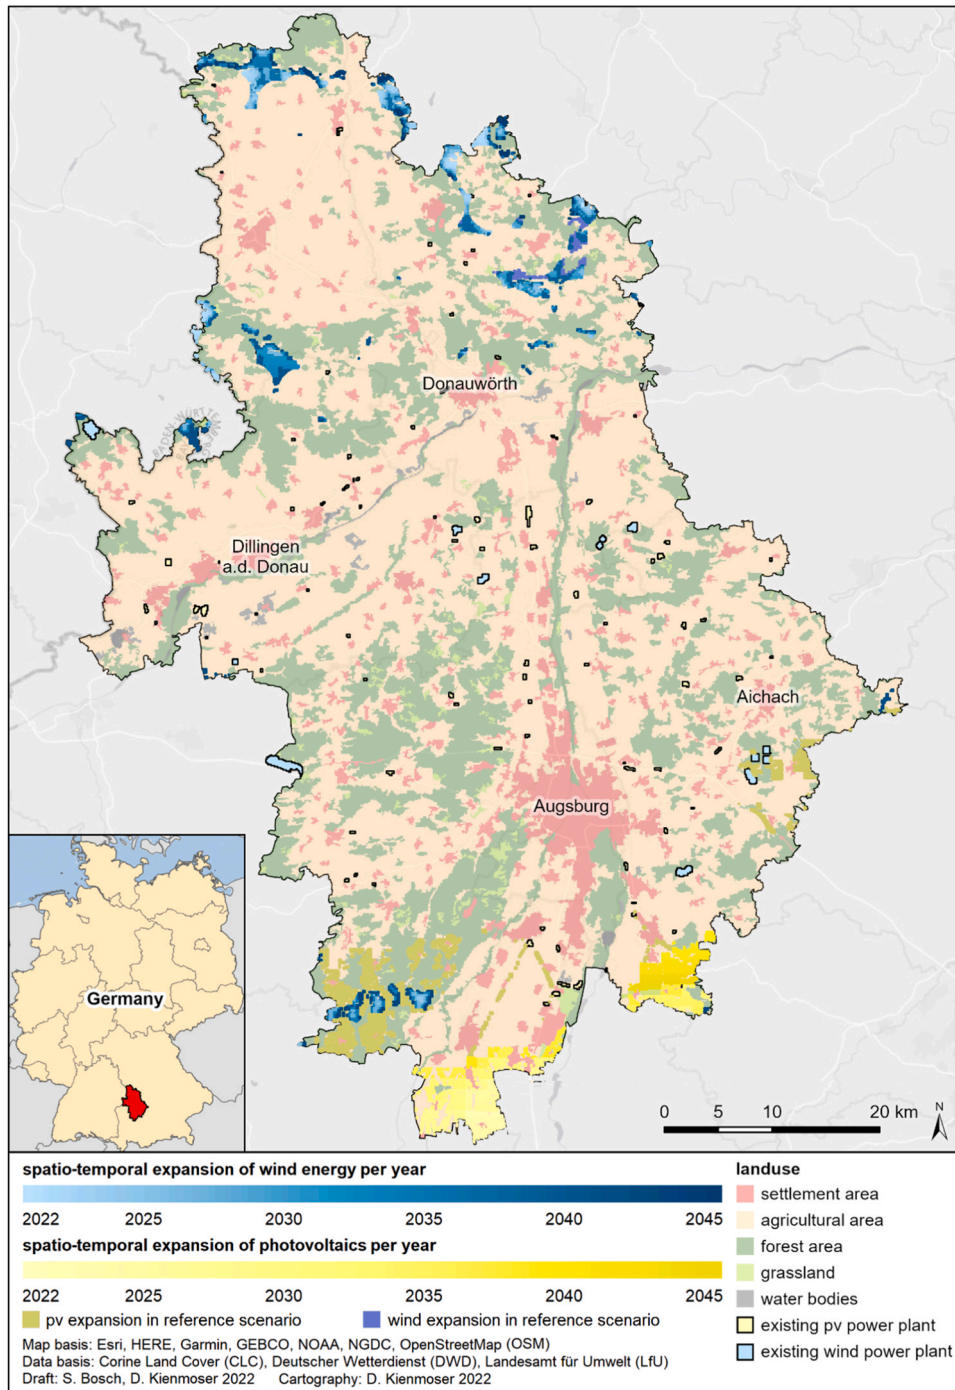 Donauwörth
BADEN-WÜRTTEMBERG
Dillingen
a.d. Donau
Aichach
Augsburg
Germany
0 5 10 20 km
N
spatio-temporal expansion of wind energy per year
2022 2025 2030 2035 2040 2045
spatio-temporal expansion of photovoltaics per year
2022 2025 2030 2035 2040 2045
pv expansion in reference scenario wind expansion in reference scenario
Map basis: Esri, HERE, Garmin, GEBCO, NOAA, NGDC, OpenStreetMap (OSM)
Data basis: Corine Land Cover (CLC), Deutscher Wetterdienst (DWD), Landesamt für Umwelt (LfU)
Draft: S. Bosch, D. Kienmoser 2022 Cartography: D. Kienmoser 2022
landuse
settlement area
agricultural area
forest area
grassland
water bodies
existing pv power plant
existing wind power plant